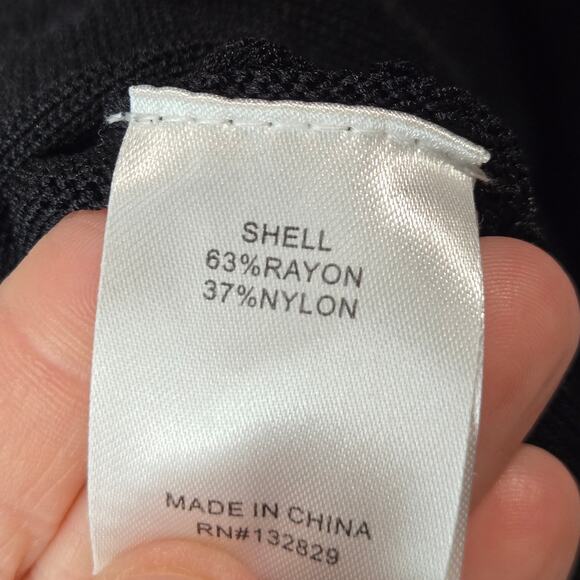 SHELL
63%RAYON
37%NYLON
MADE IN CHINA
RN#132829